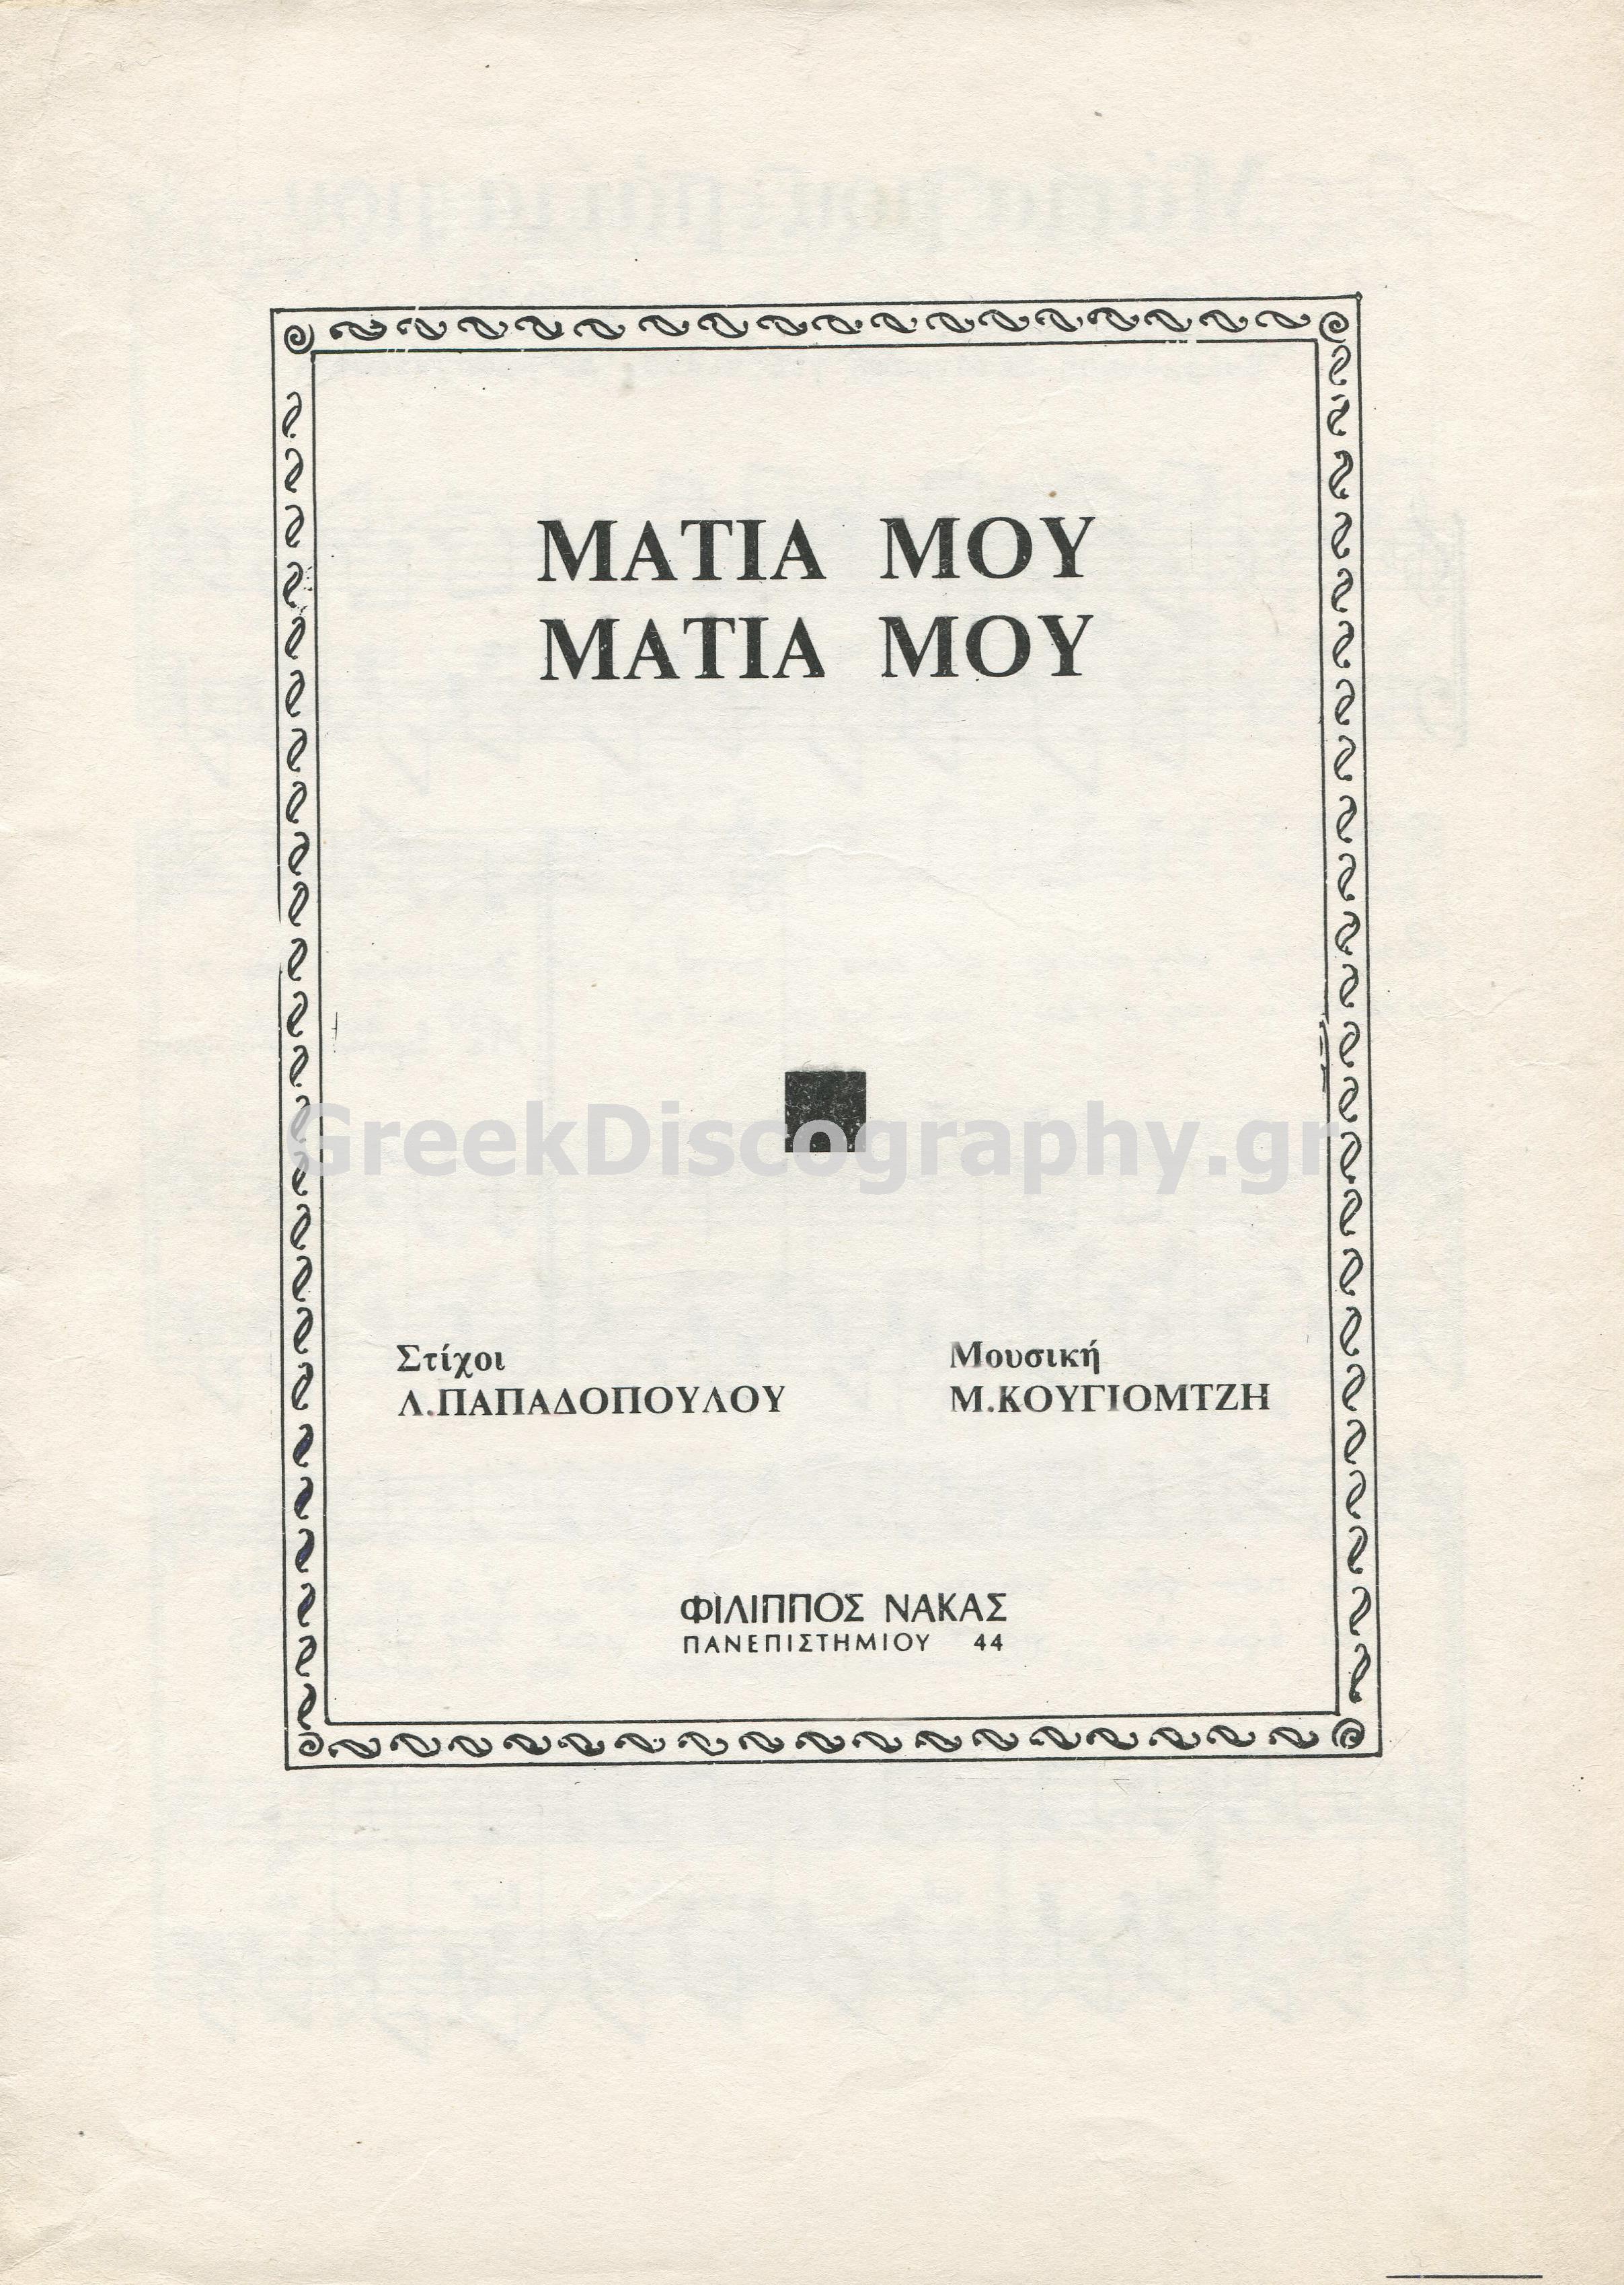 ΜΑΤΙΑ ΜΟΥ
ΜΑΤΙΑ ΜΟΥ
GreekDiscography.gr
Στίχοι
Λ.ΠΑΠΑΔΟΠΟΥΛΟΥ
Μουσική
Μ.ΚΟΥΓΙΟΜΤΖΗ
ΦΙΛΙΠΠΟΣ ΝΑΚΑΣ
ΠΑΝΕΠΙΣΤΗΜΙΟΥ 44